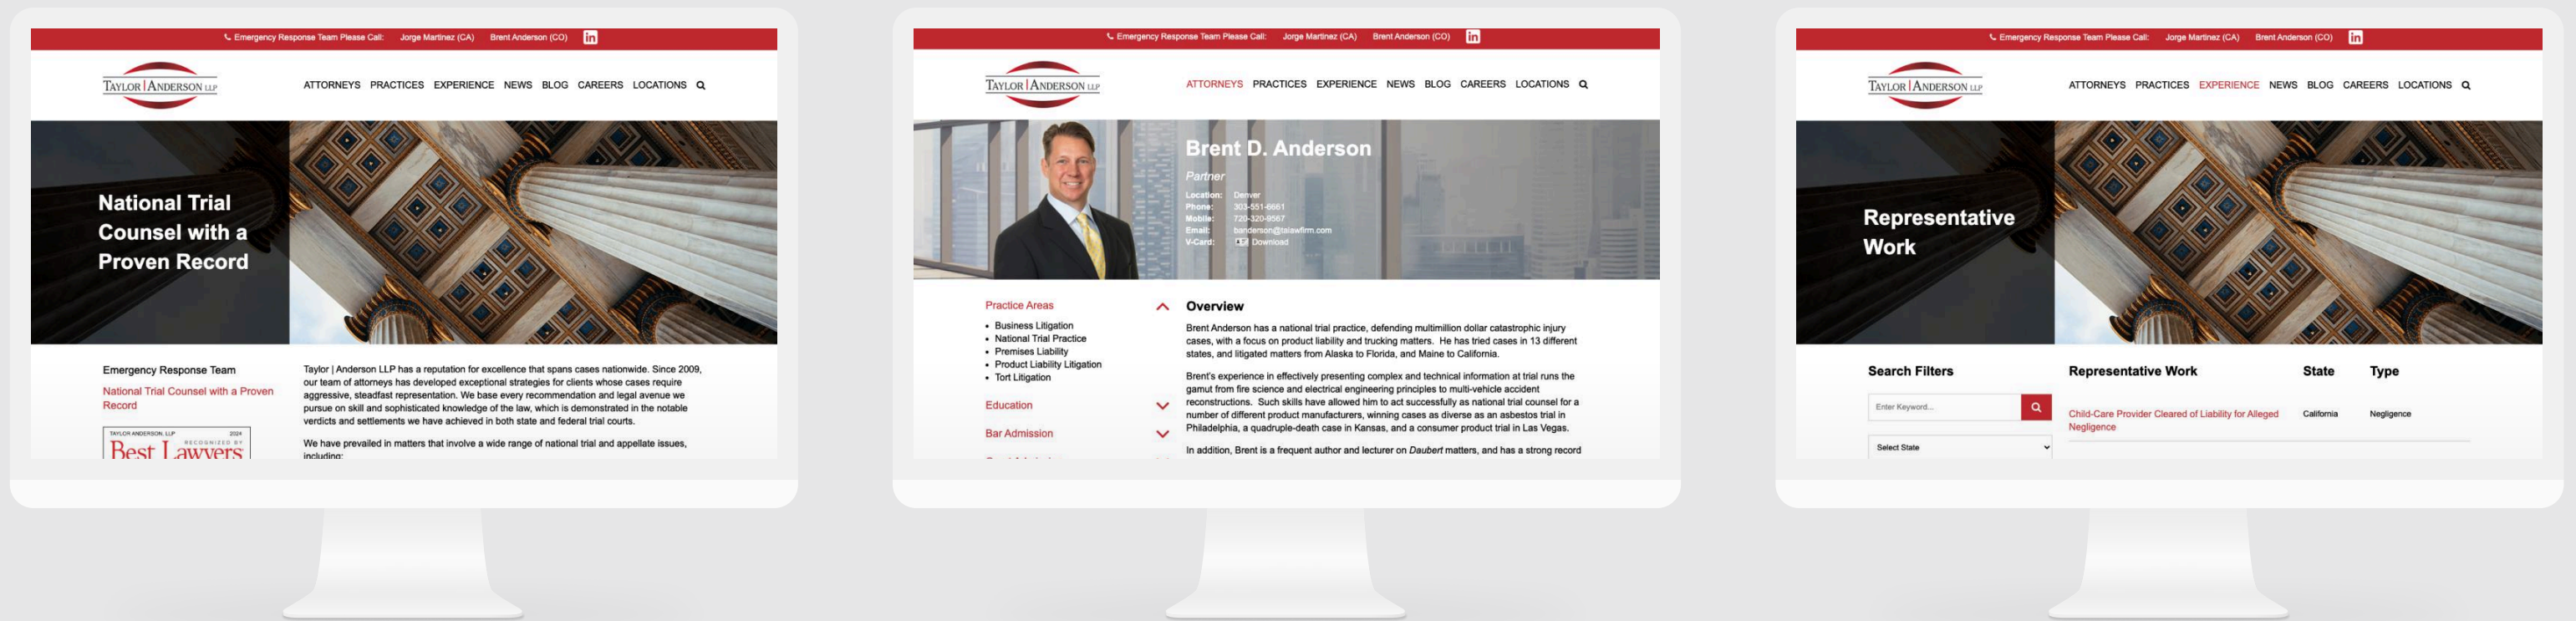 Emergency Response Team Please Call: Jorge Martinez (CA) Brent Anderson (CO) in
TAYLOR | ANDERSON LLP
ATTORNEYS PRACTICES EXPERIENCE NEWS BLOG CAREERS LOCATIONS
National Trial
Counsel with a
Proven Record
Emergency Response Team
National Trial Counsel with a Proven
Record
TAYLOR ANDERSON, LLP 2024
RECOGNIZED BY
Best Lawyers
Taylor | Anderson LLP has a reputation for excellence that spans cases nationwide. Since 2009,
our team of attorneys has developed exceptional strategies for clients whose cases require
aggressive, steadfast representation. We base every recommendation and legal avenue we
pursue on skill and sophisticated knowledge of the law, which is demonstrated in the notable
verdicts and settlements we have achieved in both state and federal trial courts.
We have prevailed in matters that involve a wide range of national trial and appellate issues,
including:
Emergency Response Team Please Call: Jorge Martinez (CA) Brent Anderson (CO) in
TAYLOR | ANDERSON LLP
ATTORNEYS PRACTICES EXPERIENCE NEWS BLOG CAREERS LOCATIONS
Brent D. Anderson
Partner
Location: Denver
Phone: 303-551-6661
Mobile: 720-320-9567
Email: banderson@talawfirm.com
V-Card: Download
Practice Areas
• Business Litigation
• National Trial Practice
• Premises Liability
• Product Liability Litigation
• Tort Litigation
Education
Bar Admission
Overview
Brent Anderson has a national trial practice, defending multimillion dollar catastrophic injury
cases, with a focus on product liability and trucking matters. He has tried cases in 13 different
states, and litigated matters from Alaska to Florida, and Maine to California.
Brent's experience in effectively presenting complex and technical information at trial runs the
gamut from fire science and electrical engineering principles to multi-vehicle accident
reconstructions. Such skills have allowed him to act successfully as national trial counsel for a
number of different product manufacturers, winning cases as diverse as an asbestos trial in
Philadelphia, a quadruple-death case in Kansas, and a consumer product trial in Las Vegas.
In addition, Brent is a frequent author and lecturer on Daubert matters, and has a strong record
Emergency Response Team Please Call: Jorge Martinez (CA) Brent Anderson (CO) in
TAYLOR | ANDERSON LLP
ATTORNEYS PRACTICES EXPERIENCE NEWS BLOG CAREERS LOCATIONS
Representative
Work
Search Filters
Enter Keyword...
Select State
Representative Work State Type
Child-Care Provider Cleared of Liability for Alleged California Negligence
Negligence